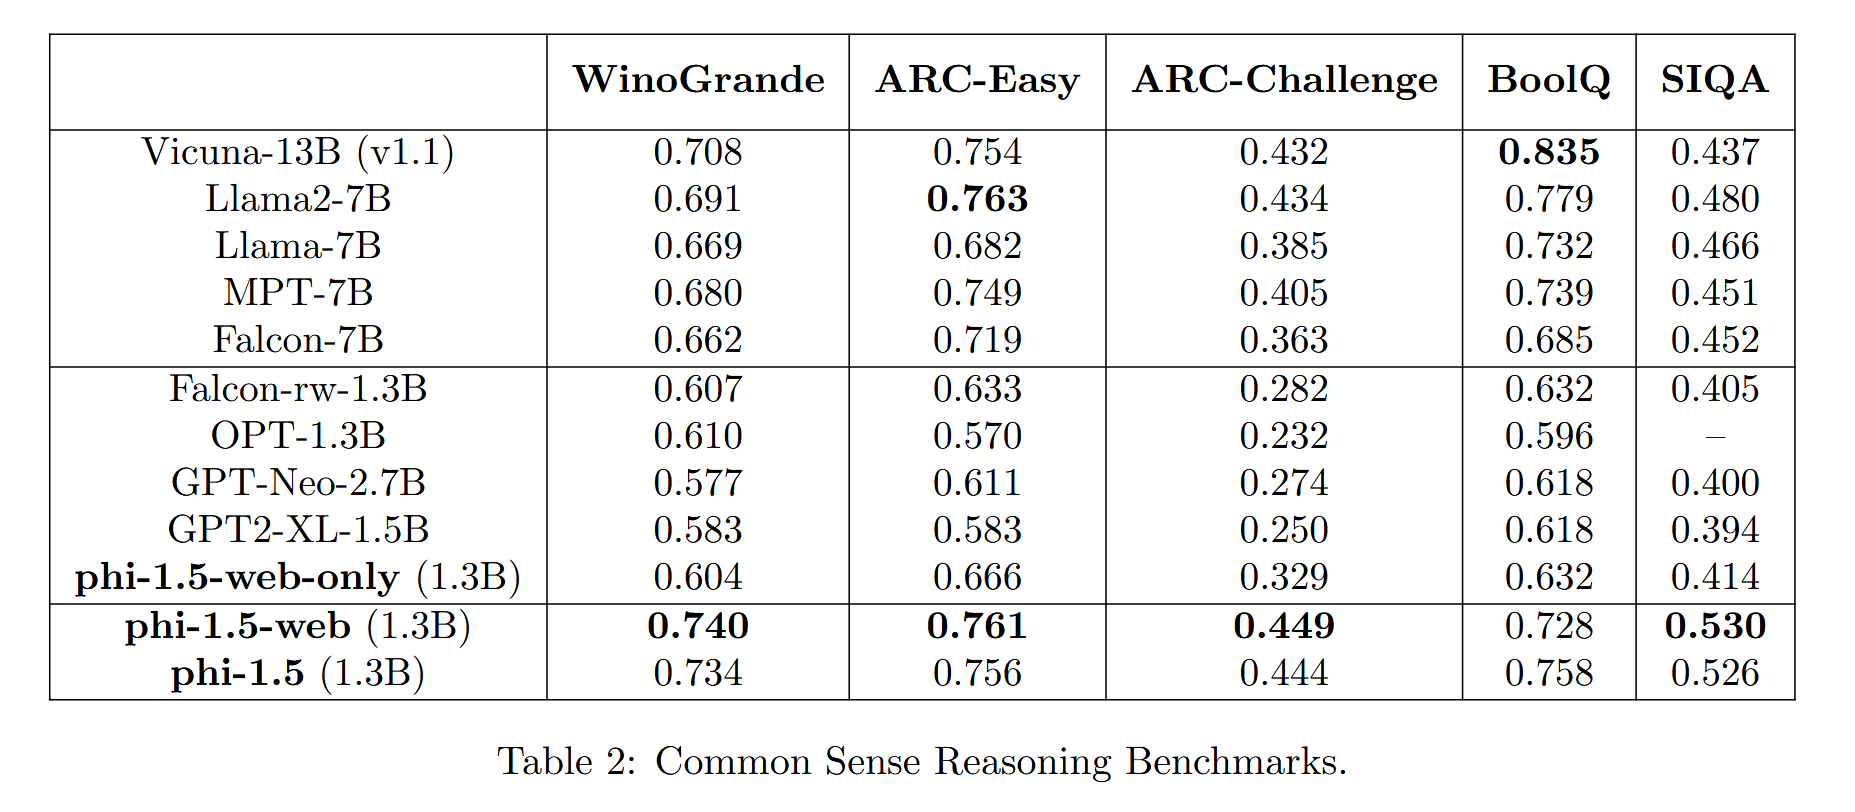 WinoGrande ARC-Easy ARC-Challenge BoolQ SIQA
Vicuna-13B (v1.1) 0.708 0.754 0.432 0.835 0.437
Llama2-7B 0.691 0.763 0.434 0.779 0.480
Llama-7B 0.669 0.682 0.385 0.732 0.466
MPT-7B 0.680 0.749 0.405 0.739 0.451
Falcon-7B 0.662 0.719 0.363 0.685 0.452
Falcon-rw-1.3B 0.607 0.633 0.282 0.632 0.405
OPT-1.3B 0.610 0.570 0.232 0.596 –
GPT-Neo-2.7B 0.577 0.611 0.274 0.618 0.400
GPT2-XL-1.5B 0.583 0.583 0.250 0.618 0.394
phi-1.5-web-only (1.3B) 0.604 0.666 0.329 0.632 0.414
phi-1.5-web (1.3B) 0.740 0.761 0.449 0.728 0.530
phi-1.5 (1.3B) 0.734 0.756 0.444 0.758 0.526
Table 2: Common Sense Reasoning Benchmarks.